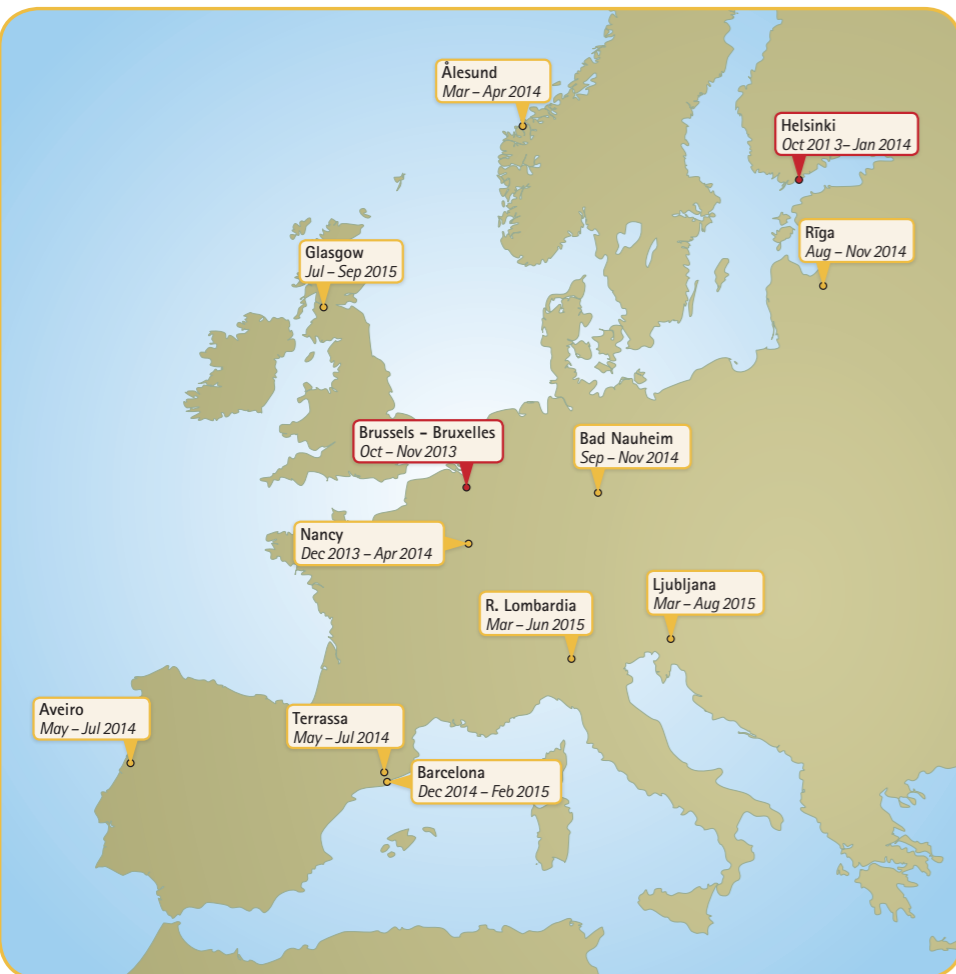 Ålesund
Mar – Apr 2014
Helsinki
Oct 201 3– Jan 2014
Rīga
Aug – Nov 2014
Glasgow
Jul – Sep 2015
Brussels – Bruxelles
Oct – Nov 2013
Bad Nauheim
Sep – Nov 2014
Nancy
Dec 2013 – Apr 2014
Ljubljana
Mar – Aug 2015
R. Lombardia
Mar – Jun 2015
Aveiro
May – Jul 2014
Terrassa
May – Jul 2014
Barcelona
Dec 2014 – Feb 2015